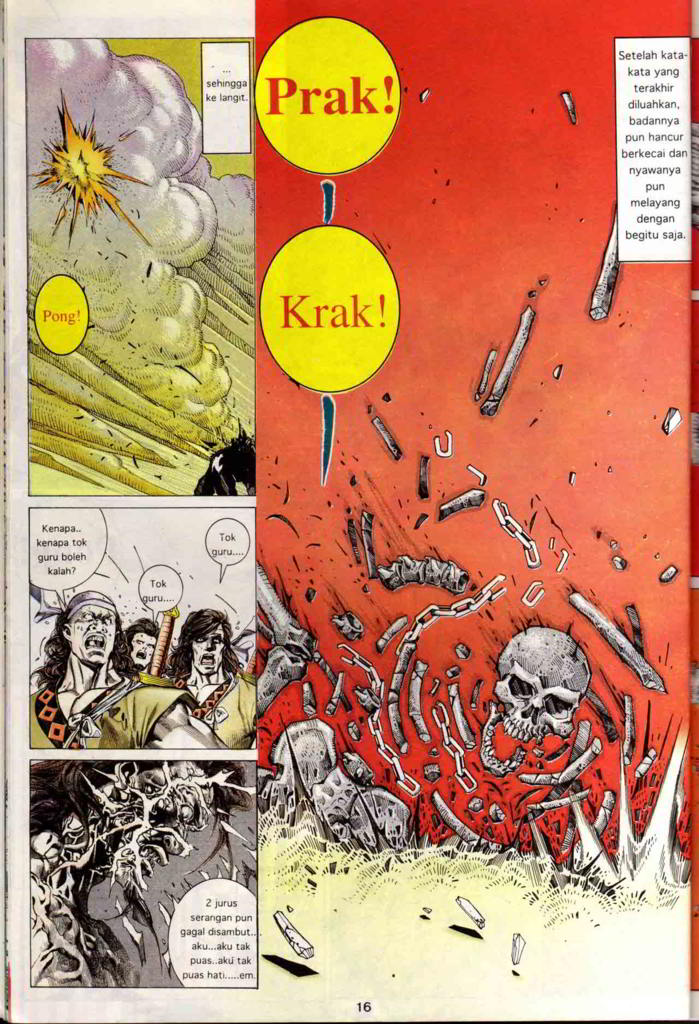 ...
sehingga
ke langit.
Pong!
Kenapa..
kenapa tok
guru boleh
kalah?
Tok
guru....
Tok
guru....
2 jurus
serangan pun
gagal disambut..
aku...aku tak
puas..aku tak
puas hati.....em.
Prak!
Krak!
Setelah kata-
kata yang
terakhir
diluahkan,
badannya
pun hancur
berkecai dan
nyawanya
pun
melayang
dengan
begitu saja.
16